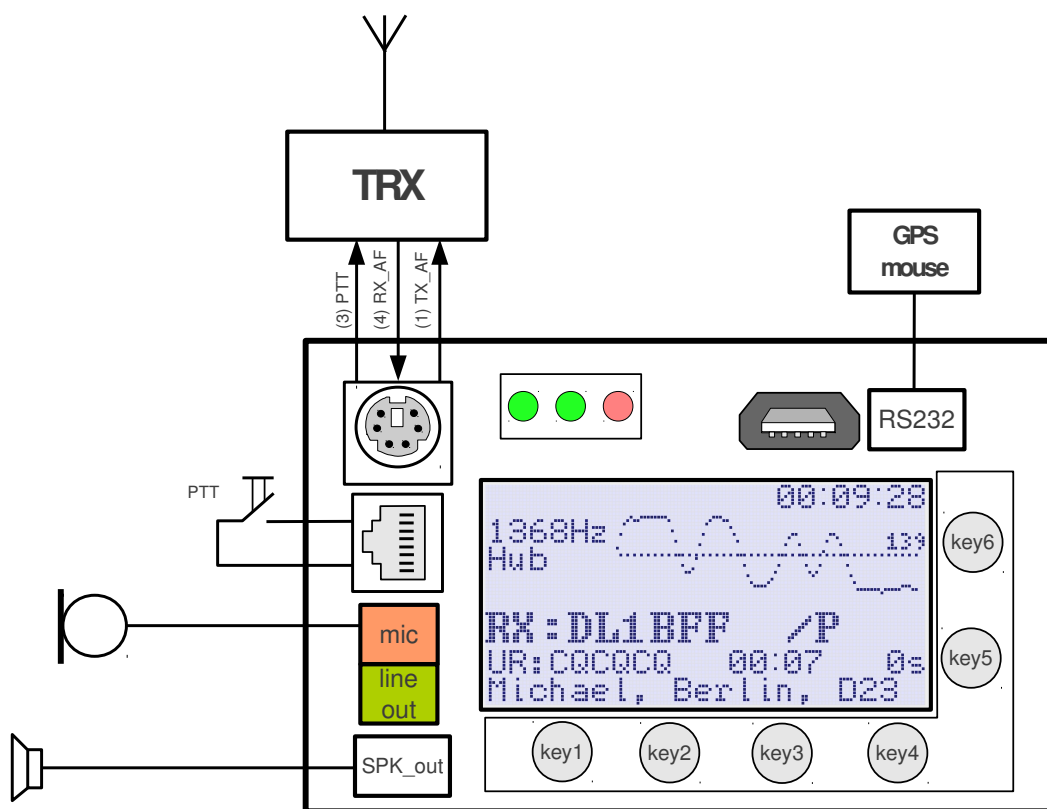 TRX
GPS
mouse
(3) PTT
(4) RX_AF
(1) TX_AF
RS232
PTT
00:09:28
1368Hz
139
Hub
key6
RX:DL1BFF /P
UR:CQCQCQ 00:07 0s
Michael, Berlin, D23
key5
mic
line
out
SPK_out
key1
key2
key3
key4